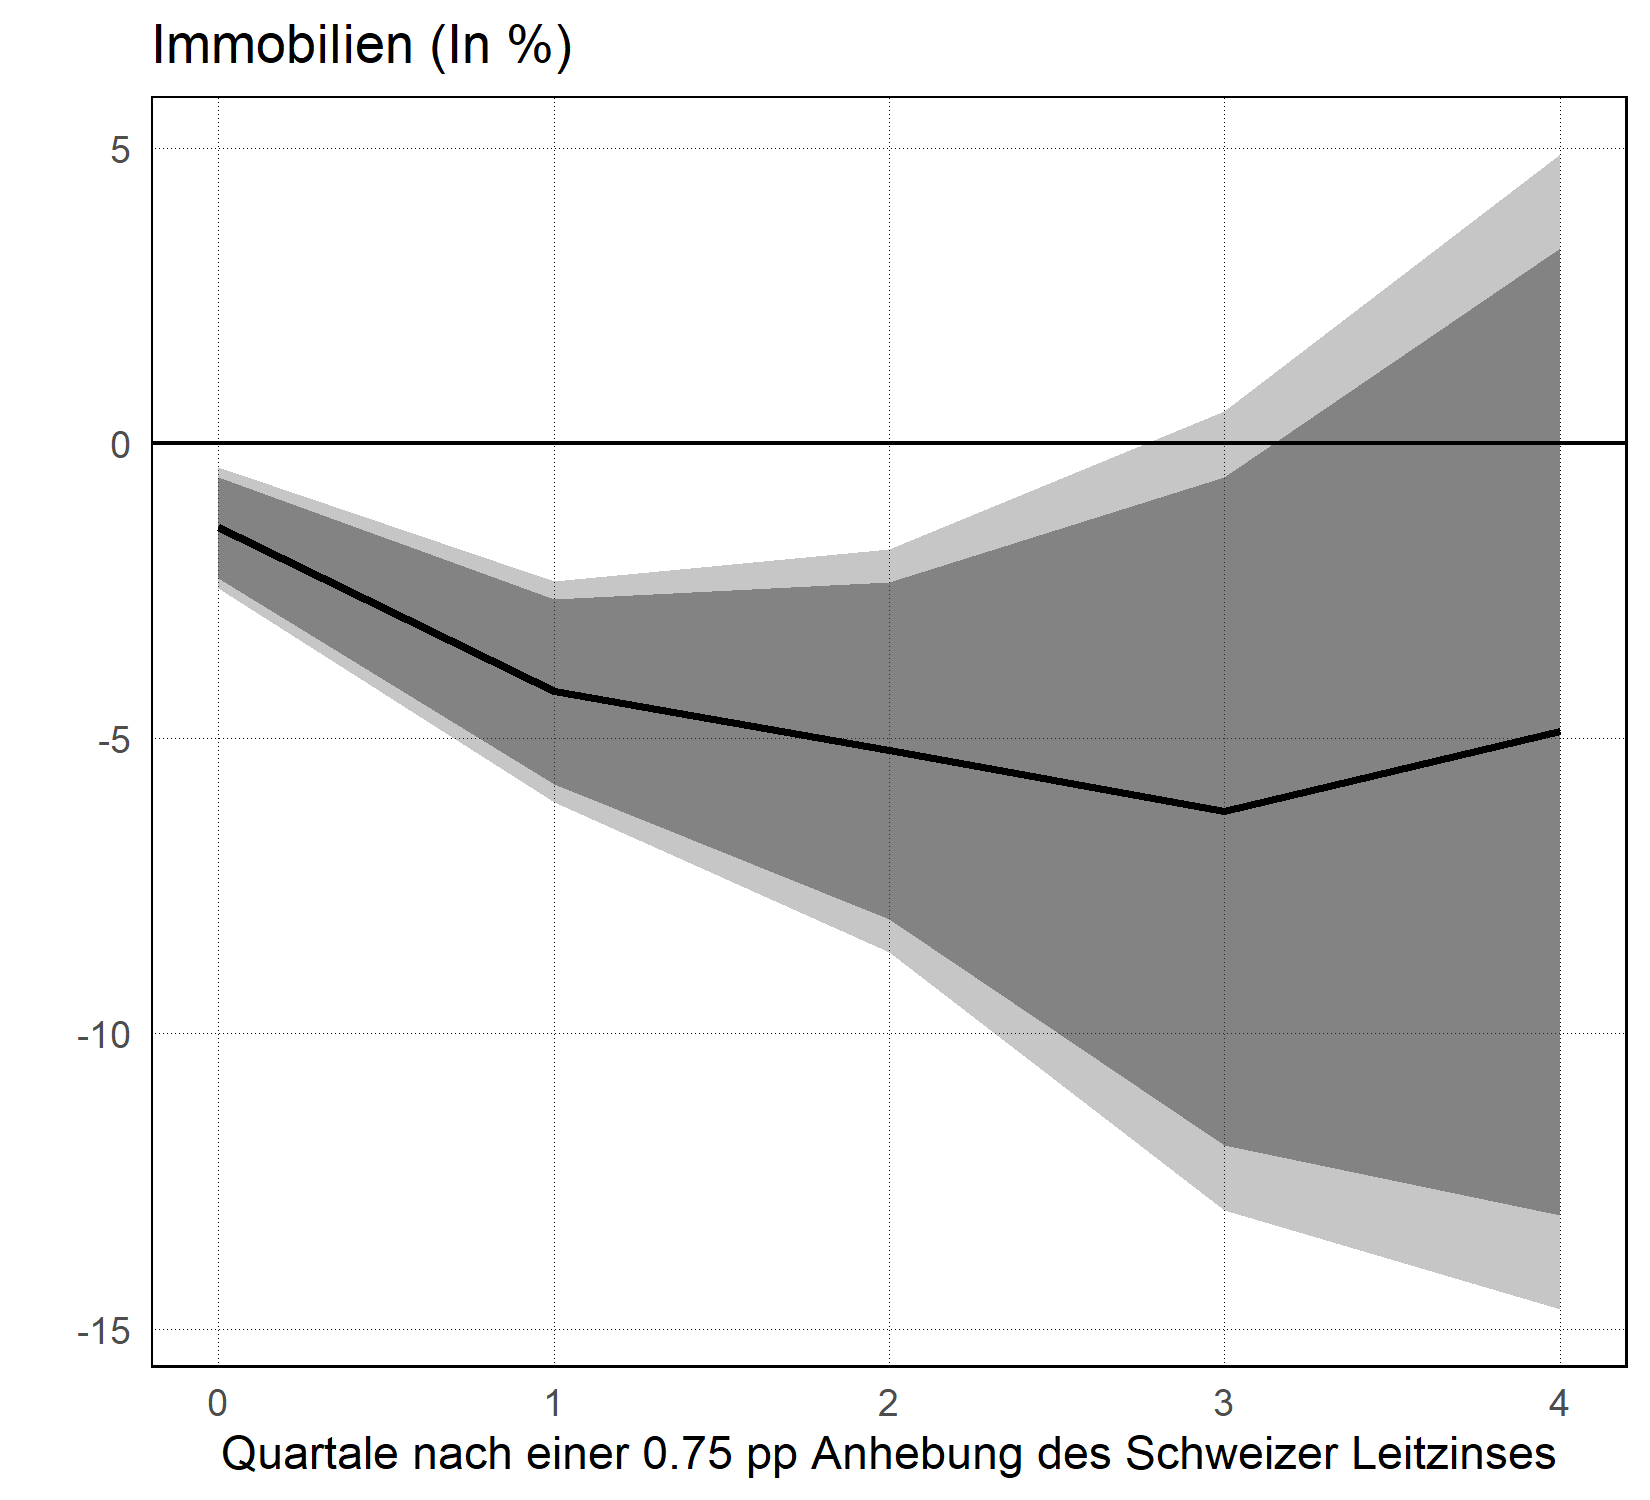 Immobilien (In %)
5
0
-5
-10
-15
0 1 2 3 4
Quartale nach einer 0.75 pp Anhebung des Schweizer Leitzinses